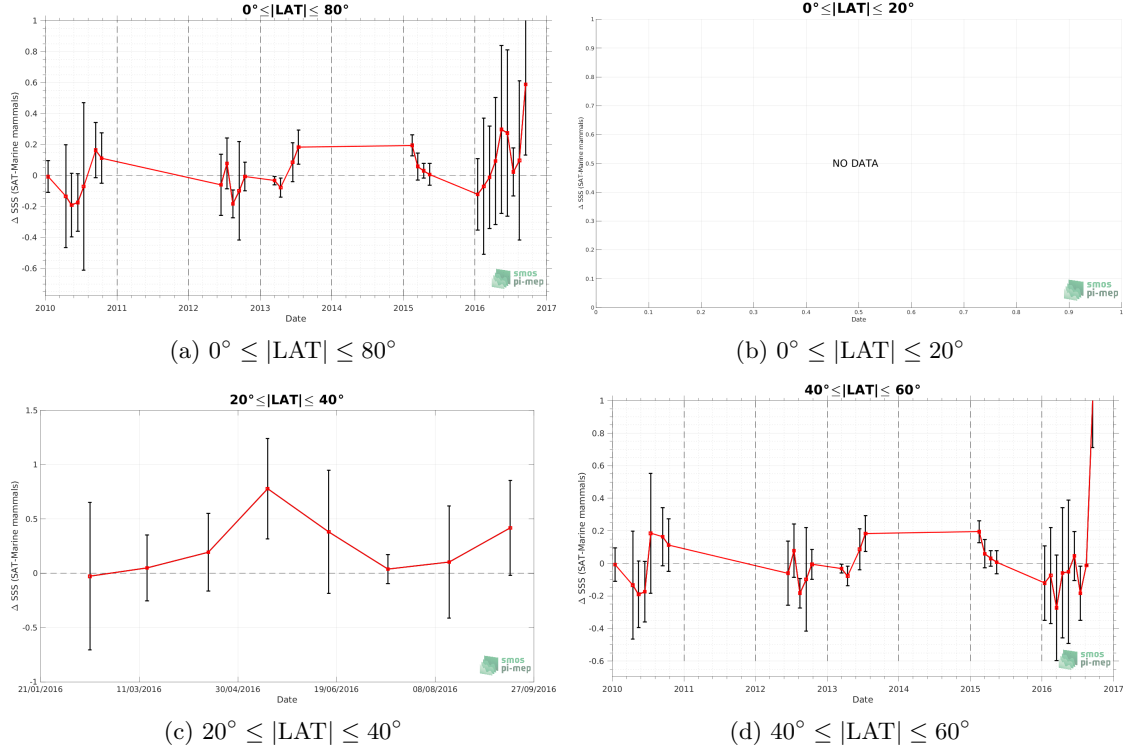 0°≤|LAT|≤ 80°
1
0.8
0.6
0.4
0.2
0
-0.2
-0.4
-0.6
Δ SSS (SAT-Marine mammals)
2010 2011 2012 2013 2014 2015 2016 2017
Date
smos
pi-mep
(a) 0° ≤ |LAT| ≤ 80°
0°≤|LAT|≤ 20°
1
0.9
0.8
0.7
0.6
0.5
0.4
0.3
0.2
0.1
0
Δ SSS (SAT-Marine mammals)
NO DATA
0 0.1 0.2 0.3 0.4 0.5 0.6 0.7 0.8 0.9 1
Date
smos
pi-mep
(b) 0° ≤ |LAT| ≤ 20°
20°≤|LAT|≤ 40°
1.5
1
0.5
0
-0.5
-1
Δ SSS (SAT-Marine mammals)
21/01/2016 11/03/2016 30/04/2016 19/06/2016 08/08/2016 27/09/2016
Date
smos
pi-mep
(c) 20° ≤ |LAT| ≤ 40°
40°≤|LAT|≤ 60°
1
0.8
0.6
0.4
0.2
0
-0.2
-0.4
-0.6
Δ SSS (SAT-Marine mammals)
2010 2011 2012 2013 2014 2015 2016 2017
Date
smos
pi-mep
(d) 40° ≤ |LAT| ≤ 60°